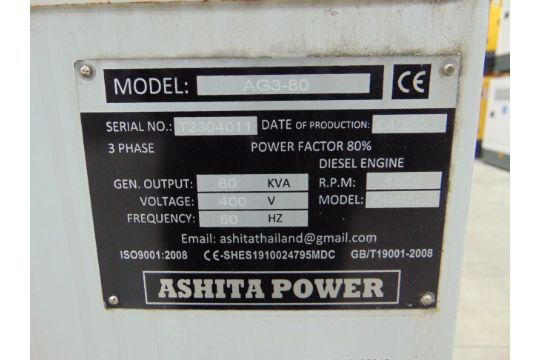 MODEL: AG3-80 CE
SERIAL NO.: T2304011 DATE OF PRODUCTION:
3 PHASE POWER FACTOR 80%
DIESEL ENGINE
GEN. OUTPUT: 80 KVA R.P.M: 1500
VOLTAGE: 400 V MODEL:
FREQUENCY: 50 HZ
Email: ashitathailand@gmail.com
ISO9001:2008 CE-SHES1910024795MDC GB/T19001-2008
ASHITA POWER